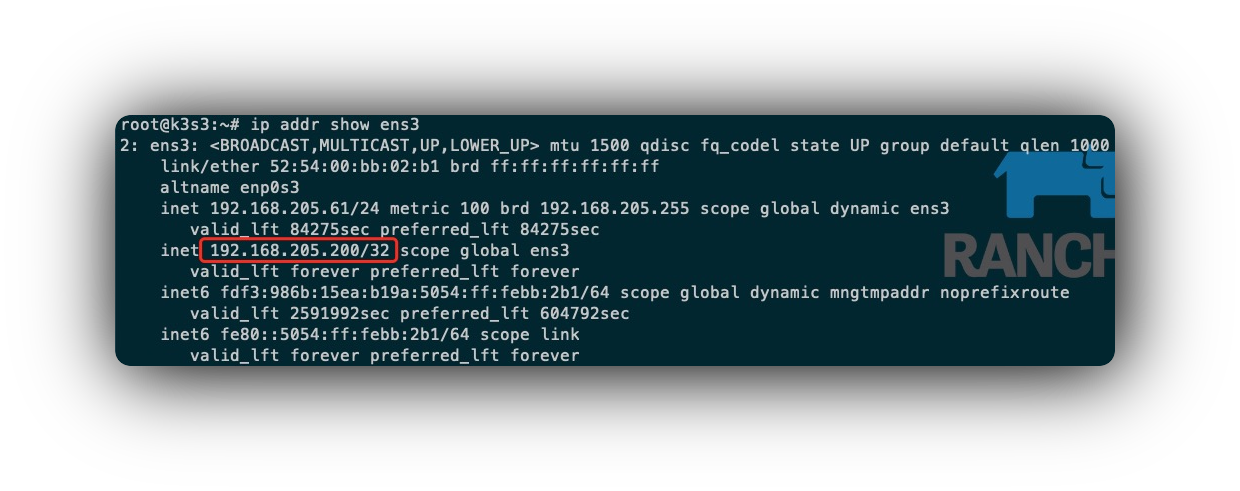 root@k3s3:~# ip addr show ens3
2: ens3: <BROADCAST,MULTICAST,UP,LOWER_UP> mtu 1500 qdisc fq_codel state UP group default qlen 1000
link/ether 52:54:00:bb:02:b1 brd ff:ff:ff:ff:ff:ff
altname enp0s3
inet 192.168.205.61/24 metric 100 brd 192.168.205.255 scope global dynamic ens3
valid_lft 84275sec preferred_lft 84275sec
inet 192.168.205.200/32 scope global ens3
valid_lft forever preferred_lft forever
inet6 fdf3:986b:15ea:b19a:5054:ff:febb:2b1/64 scope global dynamic mngtmpaddr noprefixroute
valid_lft 2591992sec preferred_lft 604792sec
inet6 fe80::5054:ff:febb:2b1/64 scope link
valid_lft forever preferred_lft forever
RANCH